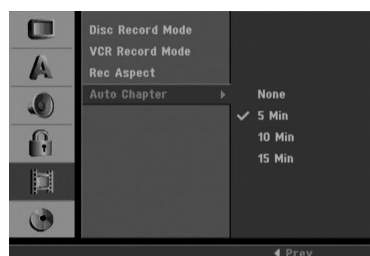 Disc Record Mode
VCR Record Mode
Rec Aspect
Auto Chapter
None
5 Min
10 Min
15 Min
Prev